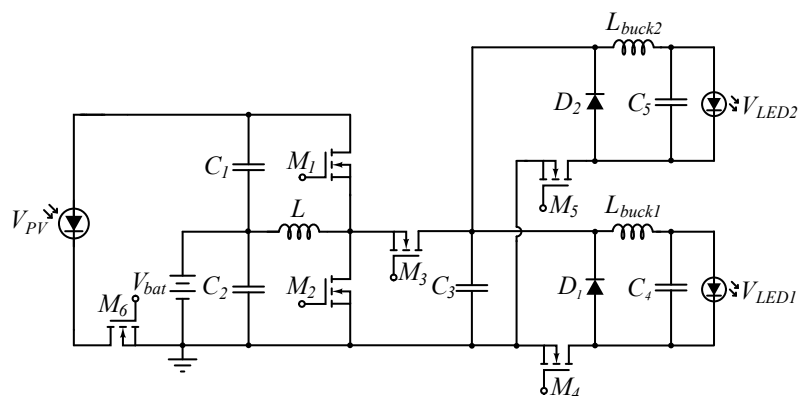 L_buck2
D_2
C_5
V_LED2
C_1
M_1
M_5
L
L_buck1
V_PV
V_bat
C_2
M_2
M_3
C_3
D_1
C_4
V_LED1
M_6
M_4